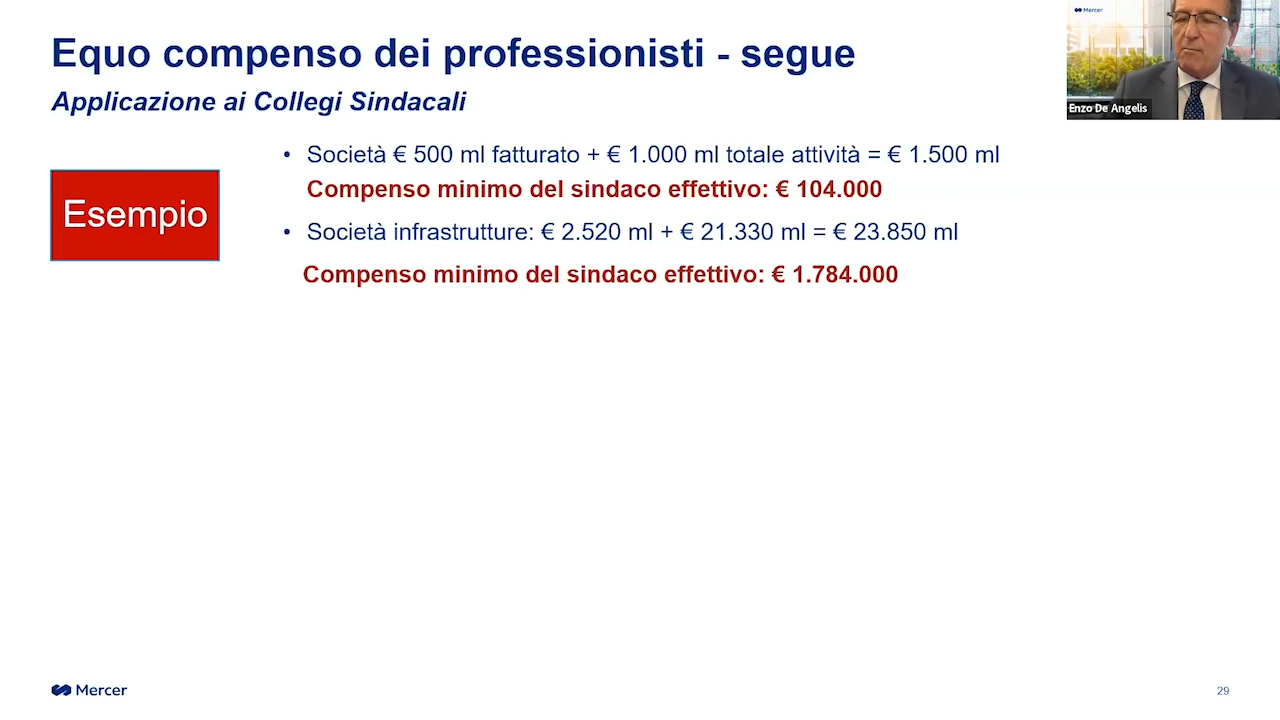 Equo compenso dei professionisti - segue
Applicazione ai Collegi Sindacali
Mercer
Enzo De Angelis
Esempio
• Società € 500 ml fatturato + € 1.000 ml totale attività = € 1.500 ml
Compenso minimo del sindaco effettivo: € 104.000
• Società infrastrutture: € 2.520 ml + € 21.330 ml = € 23.850 ml
Compenso minimo del sindaco effettivo: € 1.784.000
Mercer
29